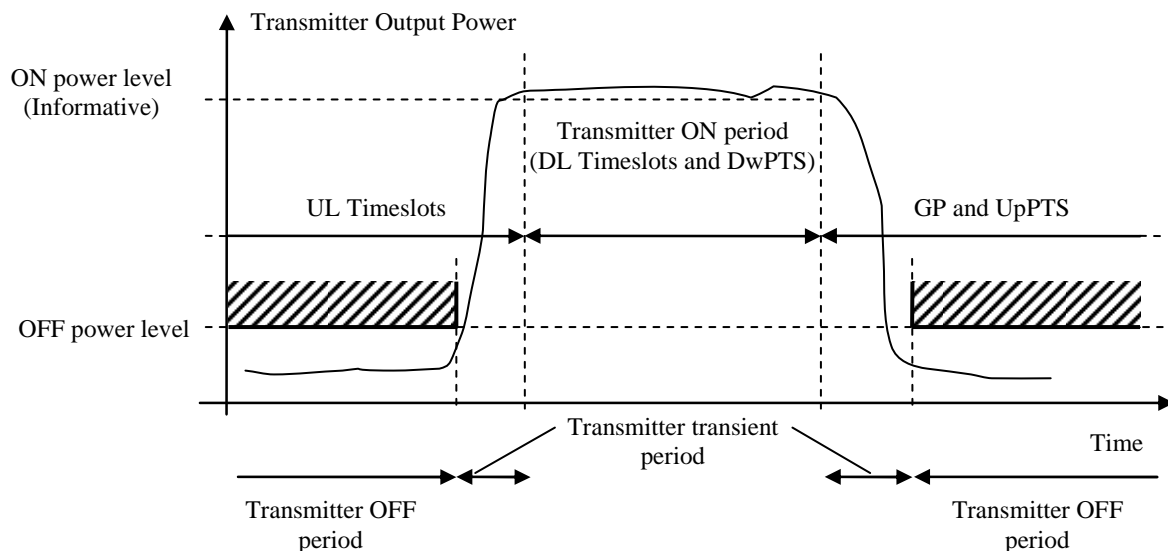 Transmitter Output Power
ON power level
(Informative)
Transmitter ON period
(DL Timeslots and DwPTS)
UL Timeslots
GP and UpPTS
OFF power level
Transmitter transient
period
Time
Transmitter OFF
period
Transmitter OFF
period